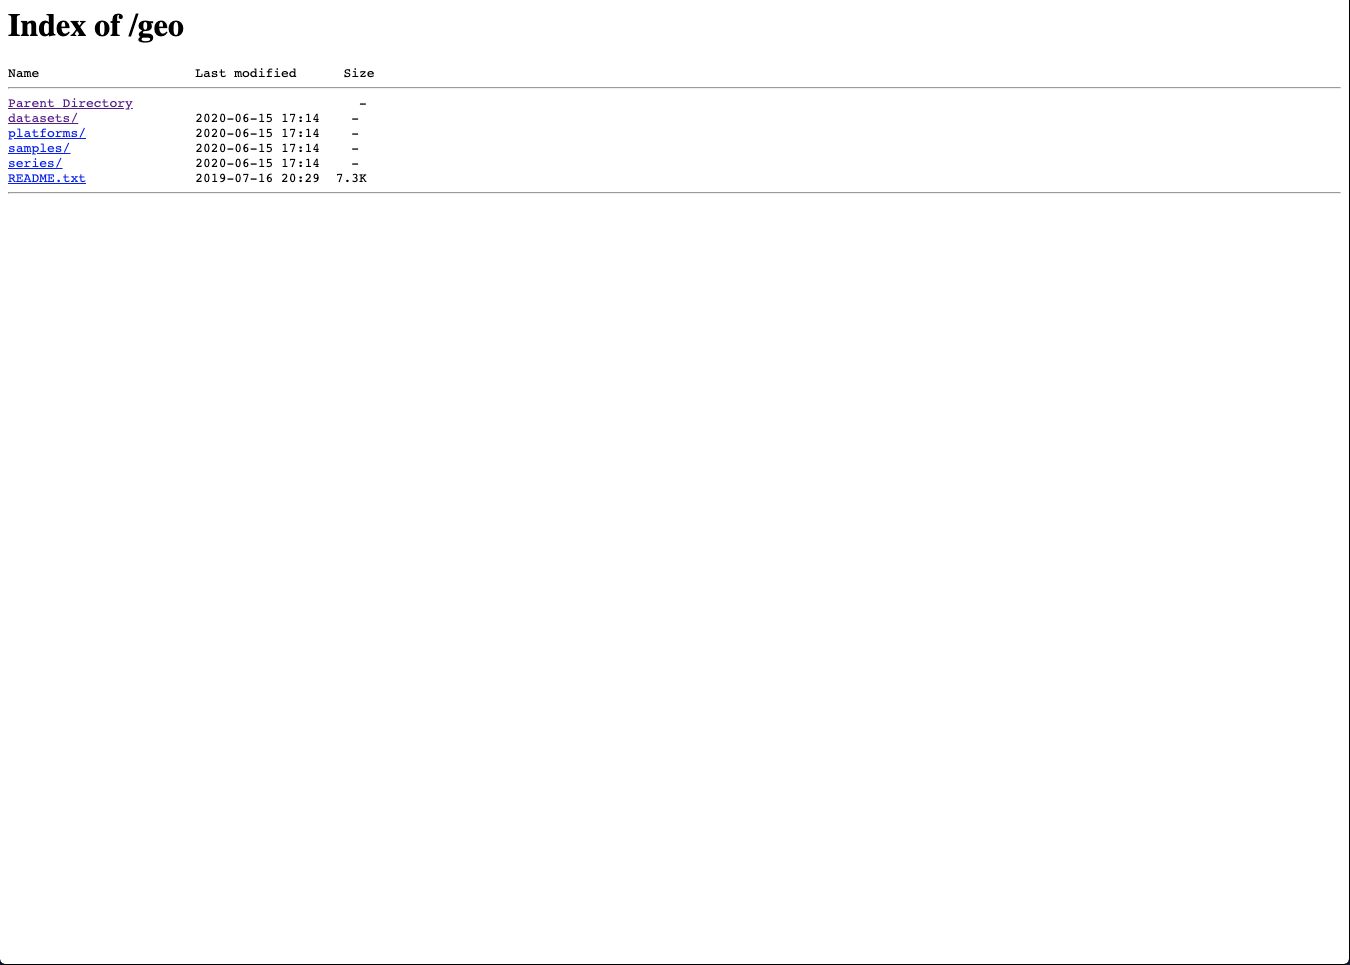 Index of /geo
Name Last modified Size
Parent Directory -
datasets/ 2020-06-15 17:14 -
platforms/ 2020-06-15 17:14 -
samples/ 2020-06-15 17:14 -
series/ 2020-06-15 17:14 -
README.txt 2019-07-16 20:29 7.3K